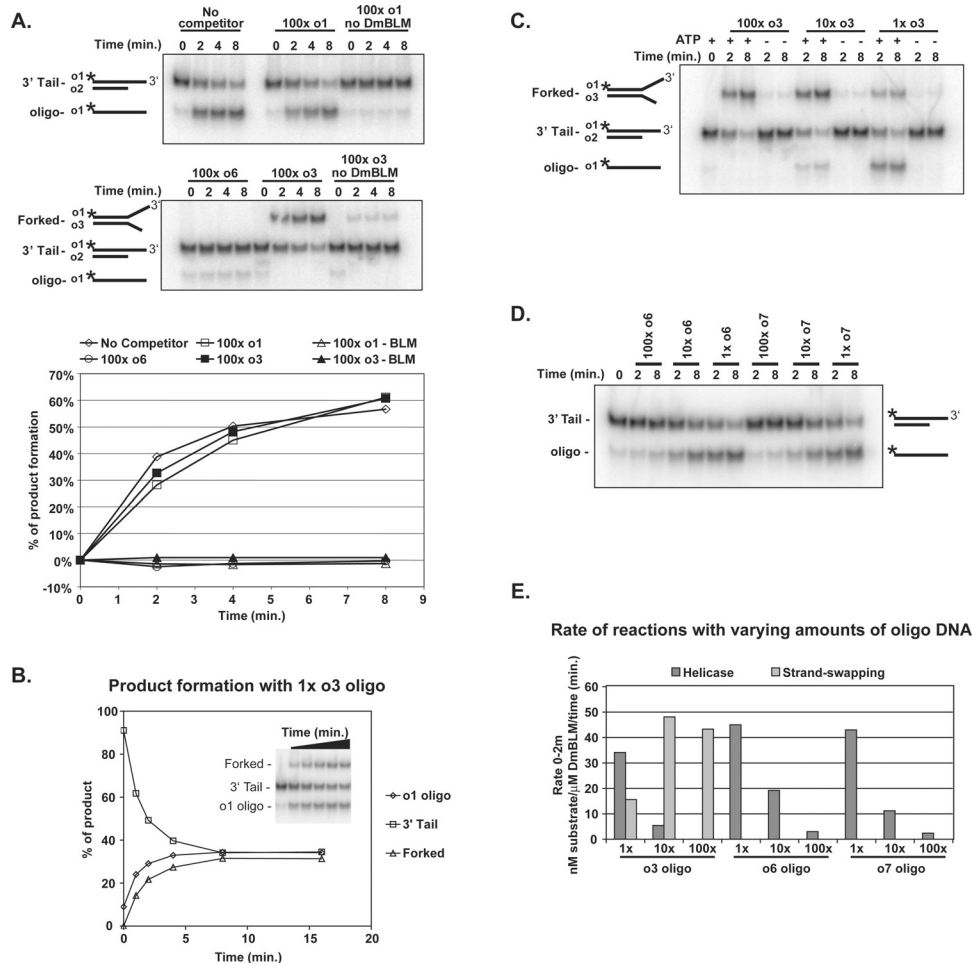 A.
No competitor
100x o1
100x o1 no DmBLM
Time (min.) 0 2 4 8 0 2 4 8 0 2 4 8
3' Tail - o1 * 3'
o2
oligo- o1 *
100x o6
100x o3
100x o3 no DmBLM
0 2 4 8 0 2 4 8 0 2 4 8
Forked- o1 * 3'
o3
3' Tail - o1 * 3'
o2
oligo- o1 *
No Competitor 100x o1 100x o1 - BLM
100x o6 100x o3 100x o3 - BLM
% of product formation
70%
60%
50%
40%
30%
20%
10%
0%
-10%
0 1 2 3 4 5 6 7 8 9
Time (min.)
B.
Product formation with 1x o3 oligo
% of product
100
80
60
40
20
0
0 5 10 15 20
Time (min.)
Time (min.)
Forked -
3' Tail -
o1 oligo -
o1 oligo
3' Tail
Forked
C.
100x o3 10x o3 1x o3
ATP + + + - - + + - - + + - -
Time (min.) 0 2 8 2 8 2 8 2 8 2 8 2 8
Forked- o1 * 3'
o3
3' Tail - o1 * 3'
o2
oligo- o1 *
D.
100x o6 10x o6 1x o6 100x o7 10x o7 1x o7
Time (min.) 0 2 8 2 8 2 8 2 8 2 8 2 8
3' Tail - * 3'
oligo - *
E.
Rate of reactions with varying amounts of oligo DNA
Helicase Strand-swapping
Rate 0-2m
nM substrate/µM DmBLM/time (min.)
60
50
40
30
20
10
0
1x 10x 100x 1x 10x 100x 1x 10x 100x
o3 oligo o6 oligo o7 oligo